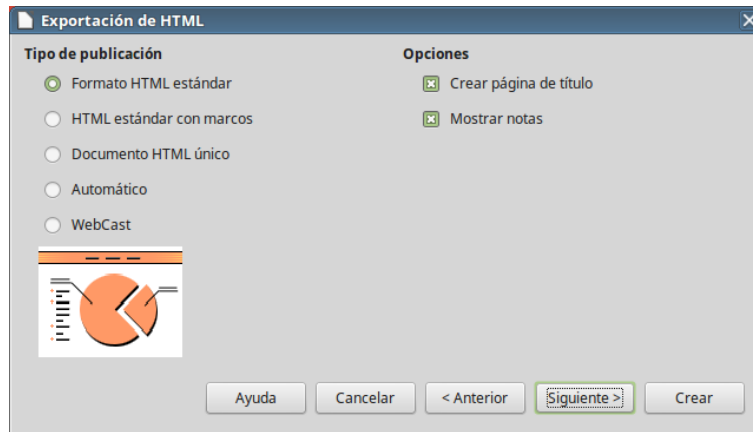 Exportación de HTML
Tipo de publicación
Formato HTML estándar
HTML estándar con marcos
Documento HTML único
Automático
WebCast
Opciones
Crear página de título
Mostrar notas
Ayuda
Cancelar
< Anterior
Siguiente >
Crear